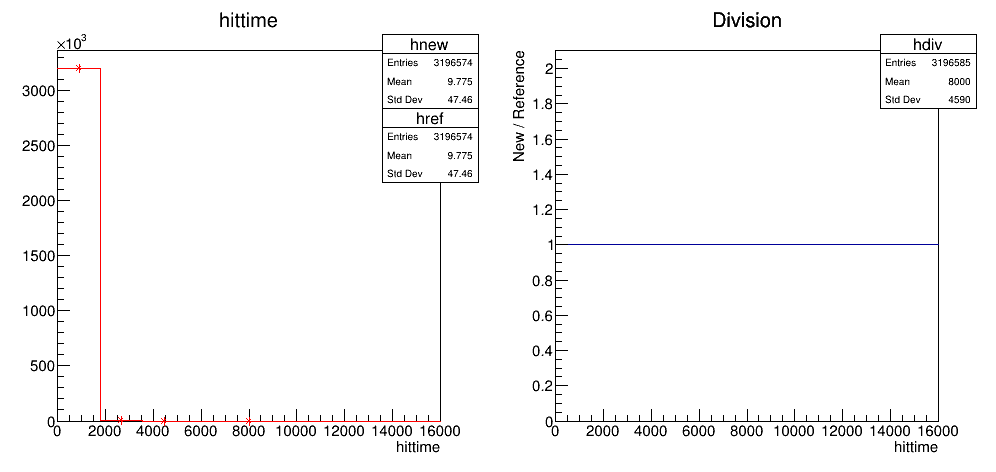 hittime
×10³
3000
2500
2000
1500
1000
500
0
0 2000 4000 6000 8000 10000 12000 14000 16000
hittime
hnew
Entries 3196574
Mean 9.775
Std Dev 47.46
href
Entries 3196574
Mean 9.775
Std Dev 47.46
Division
New / Reference
2
1.8
1.6
1.4
1.2
1
0.8
0.6
0.4
0.2
0
0 2000 4000 6000 8000 10000 12000 14000 16000
hittime
hdiv
Entries 3196585
Mean 8000
Std Dev 4590